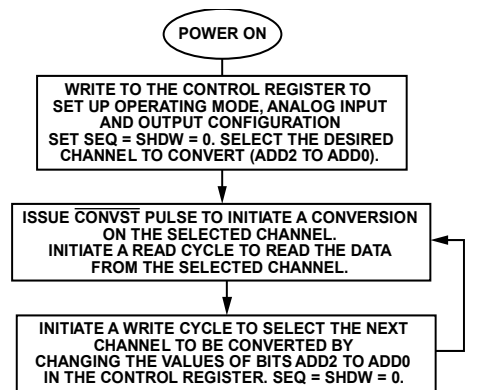 POWER ON
WRITE TO THE CONTROL REGISTER TO
SET UP OPERATING MODE, ANALOG INPUT
AND OUTPUT CONFIGURATION
SET SEQ = SHDW = 0. SELECT THE DESIRED
CHANNEL TO CONVERT (ADD2 TO ADD0).
ISSUE CONVST PULSE TO INITIATE A CONVERSION
ON THE SELECTED CHANNEL.
INITIATE A READ CYCLE TO READ THE DATA
FROM THE SELECTED CHANNEL.
INITIATE A WRITE CYCLE TO SELECT THE NEXT
CHANNEL TO BE CONVERTED BY
CHANGING THE VALUES OF BITS ADD2 TO ADD0
IN THE CONTROL REGISTER. SEQ = SHDW = 0.